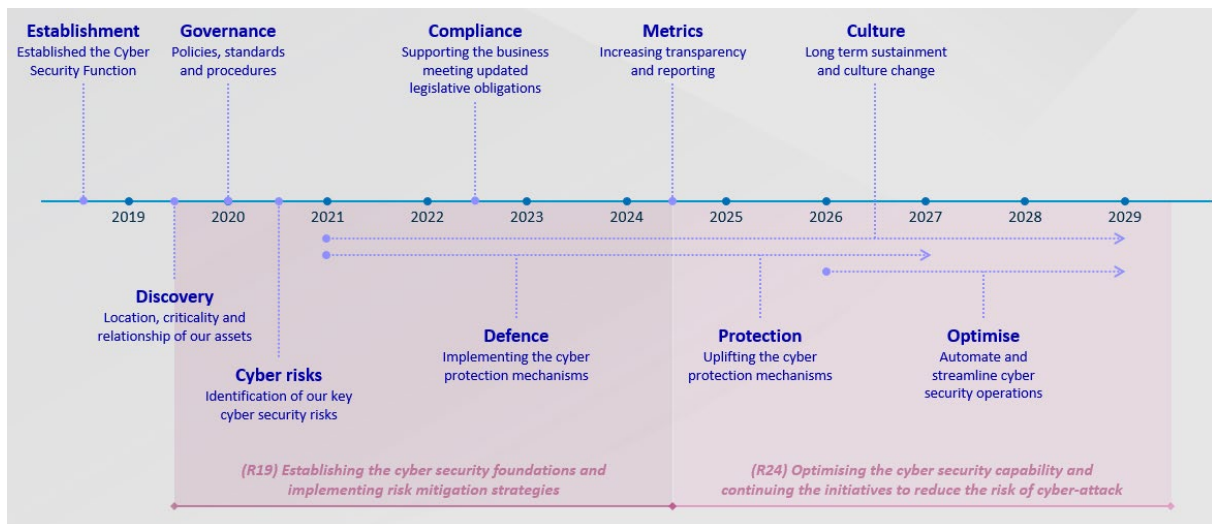 Establishment
Established the Cyber
Security Function
Governance
Policies, standards
and procedures
Compliance
Supporting the business
meeting updated
legislative obligations
Metrics
Increasing transparency
and reporting
Culture
Long term sustainment
and culture change
2019 2020 2021 2022 2023 2024 2025 2026 2027 2028 2029
Discovery
Location, criticality and
relationship of our assets
Cyber risks
Identification of our key
cyber security risks
Defence
Implementing the cyber
protection mechanisms
Protection
Uplifting the cyber
protection mechanisms
Optimise
Automate and
streamline cyber
security operations
(R19) Establishing the cyber security foundations and
implementing risk mitigation strategies
(R24) Optimising the cyber security capability and
continuing the initiatives to reduce the risk of cyber-attack